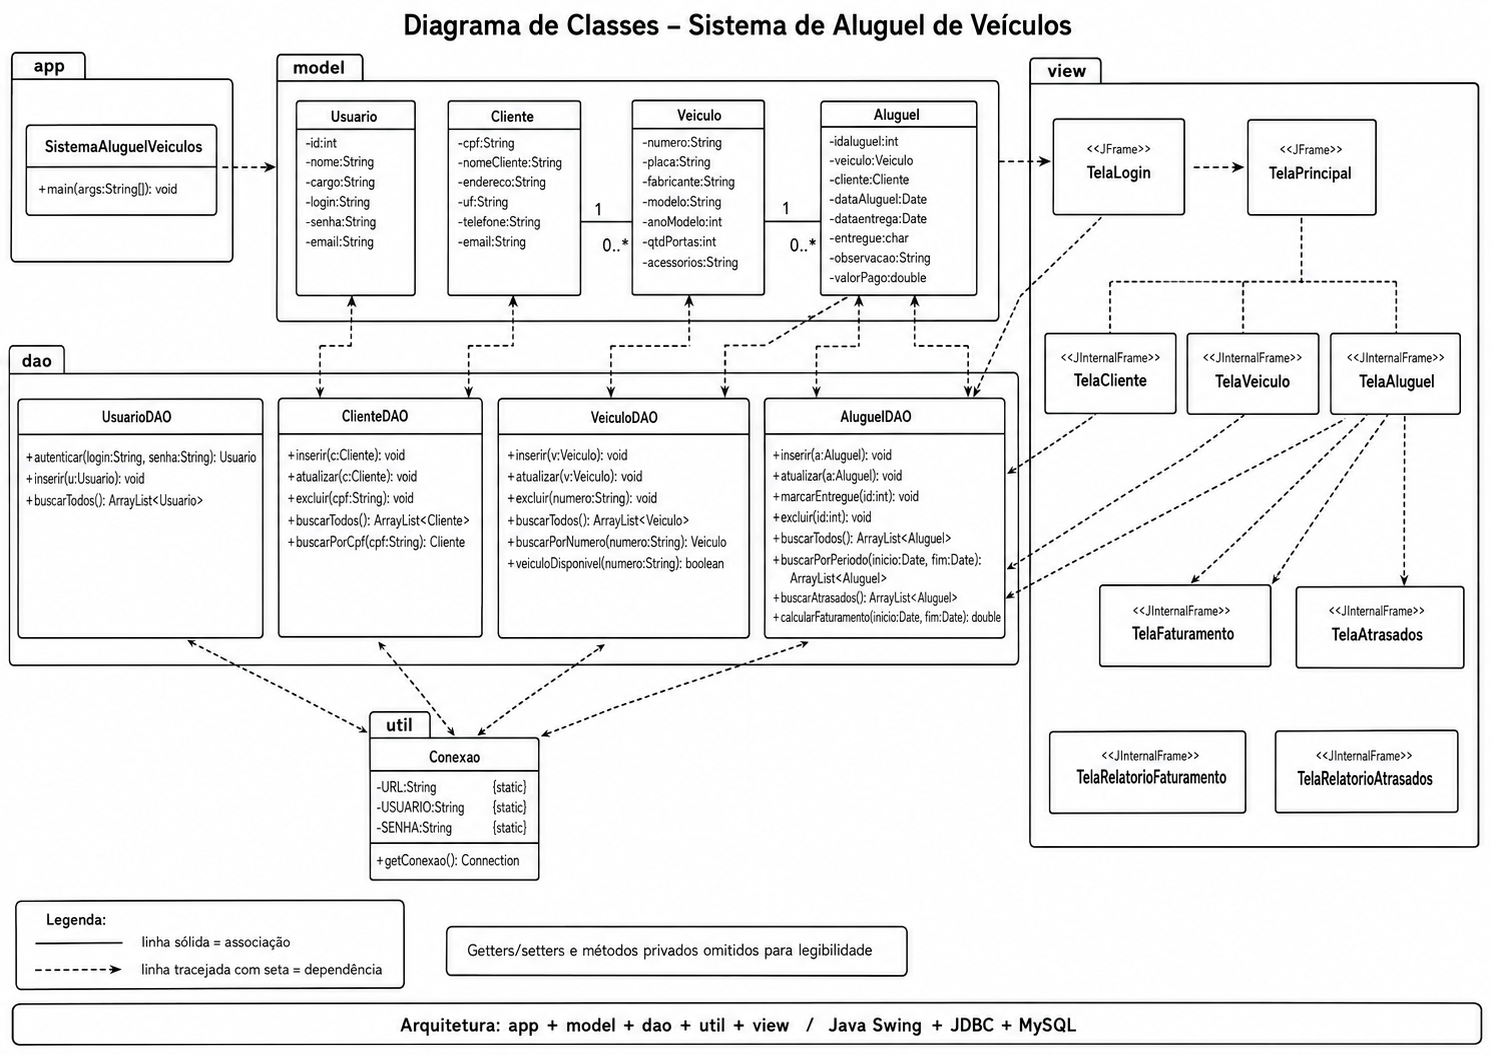 Diagrama de Classes – Sistema de Aluguel de Veículos
app
SistemaAluguelVeiculos
+main(args:String[]): void
model
Usuario
-id:int
-nome:String
-cargo:String
-login:String
-senha:String
-email:String
Cliente
-cpf:String
-nomeCliente:String
-endereco:String
-uf:String
-telefone:String
-email:String
1
0..*
Veiculo
-numero:String
-placa:String
-fabricante:String
-modelo:String
-anoModelo:int
-qtdPortas:int
-acessorios:String
1
0..*
Aluguel
-idaluguel:int
-veiculo:Veiculo
-cliente:Cliente
-dataAluguel:Date
-dataentrega:Date
-entregue:char
-observacao:String
-valorPago:double
view
<<JFrame>>
TelaLogin
<<JFrame>>
TelaPrincipal
<<JInternalFrame>>
TelaCliente
<<JInternalFrame>>
TelaVeiculo
<<JInternalFrame>>
TelaAluguel
<<JInternalFrame>>
TelaFaturamento
<<JInternalFrame>>
TelaAtrasados
<<JInternalFrame>>
TelaRelatorioFaturamento
<<JInternalFrame>>
TelaRelatorioAtrasados
dao
UsuarioDAO
+autenticar(login:String, senha:String): Usuario
+inserir(u:Usuario): void
+buscarTodos(): ArrayList<Usuario>
ClienteDAO
+inserir(c:Cliente): void
+atualizar(c:Cliente): void
+excluir(cpf:String): void
+buscarTodos(): ArrayList<Cliente>
+buscarPorCpf(cpf:String): Cliente
VeiculoDAO
+inserir(v:Veiculo): void
+atualizar(v:Veiculo): void
+excluir(numero:String): void
+buscarTodos(): ArrayList<Veiculo>
+buscarPorNumero(numero:String): Veiculo
+veiculoDisponivel(numero:String): boolean
AluguelDAO
+inserir(a:Aluguel): void
+atualizar(a:Aluguel): void
+marcarEntregue(id:int): void
+excluir(id:int): void
+buscarTodos(): ArrayList<Aluguel>
+buscarPorPeriodo(inicio:Date, fim:Date):
ArrayList<Aluguel>
+buscarAtrasados(): ArrayList<Aluguel>
+calcularFaturamento(inicio:Date, fim:Date): double
util
Conexao
-URL:String {static}
-USUARIO:String {static}
-SENHA:String {static}
+getConexao(): Connection
Legenda:
linha sólida = associação
linha tracejada com seta = dependência
Getters/setters e métodos privados omitidos para legibilidade
Arquitetura: app + model + dao + util + view / Java Swing + JDBC + MySQL